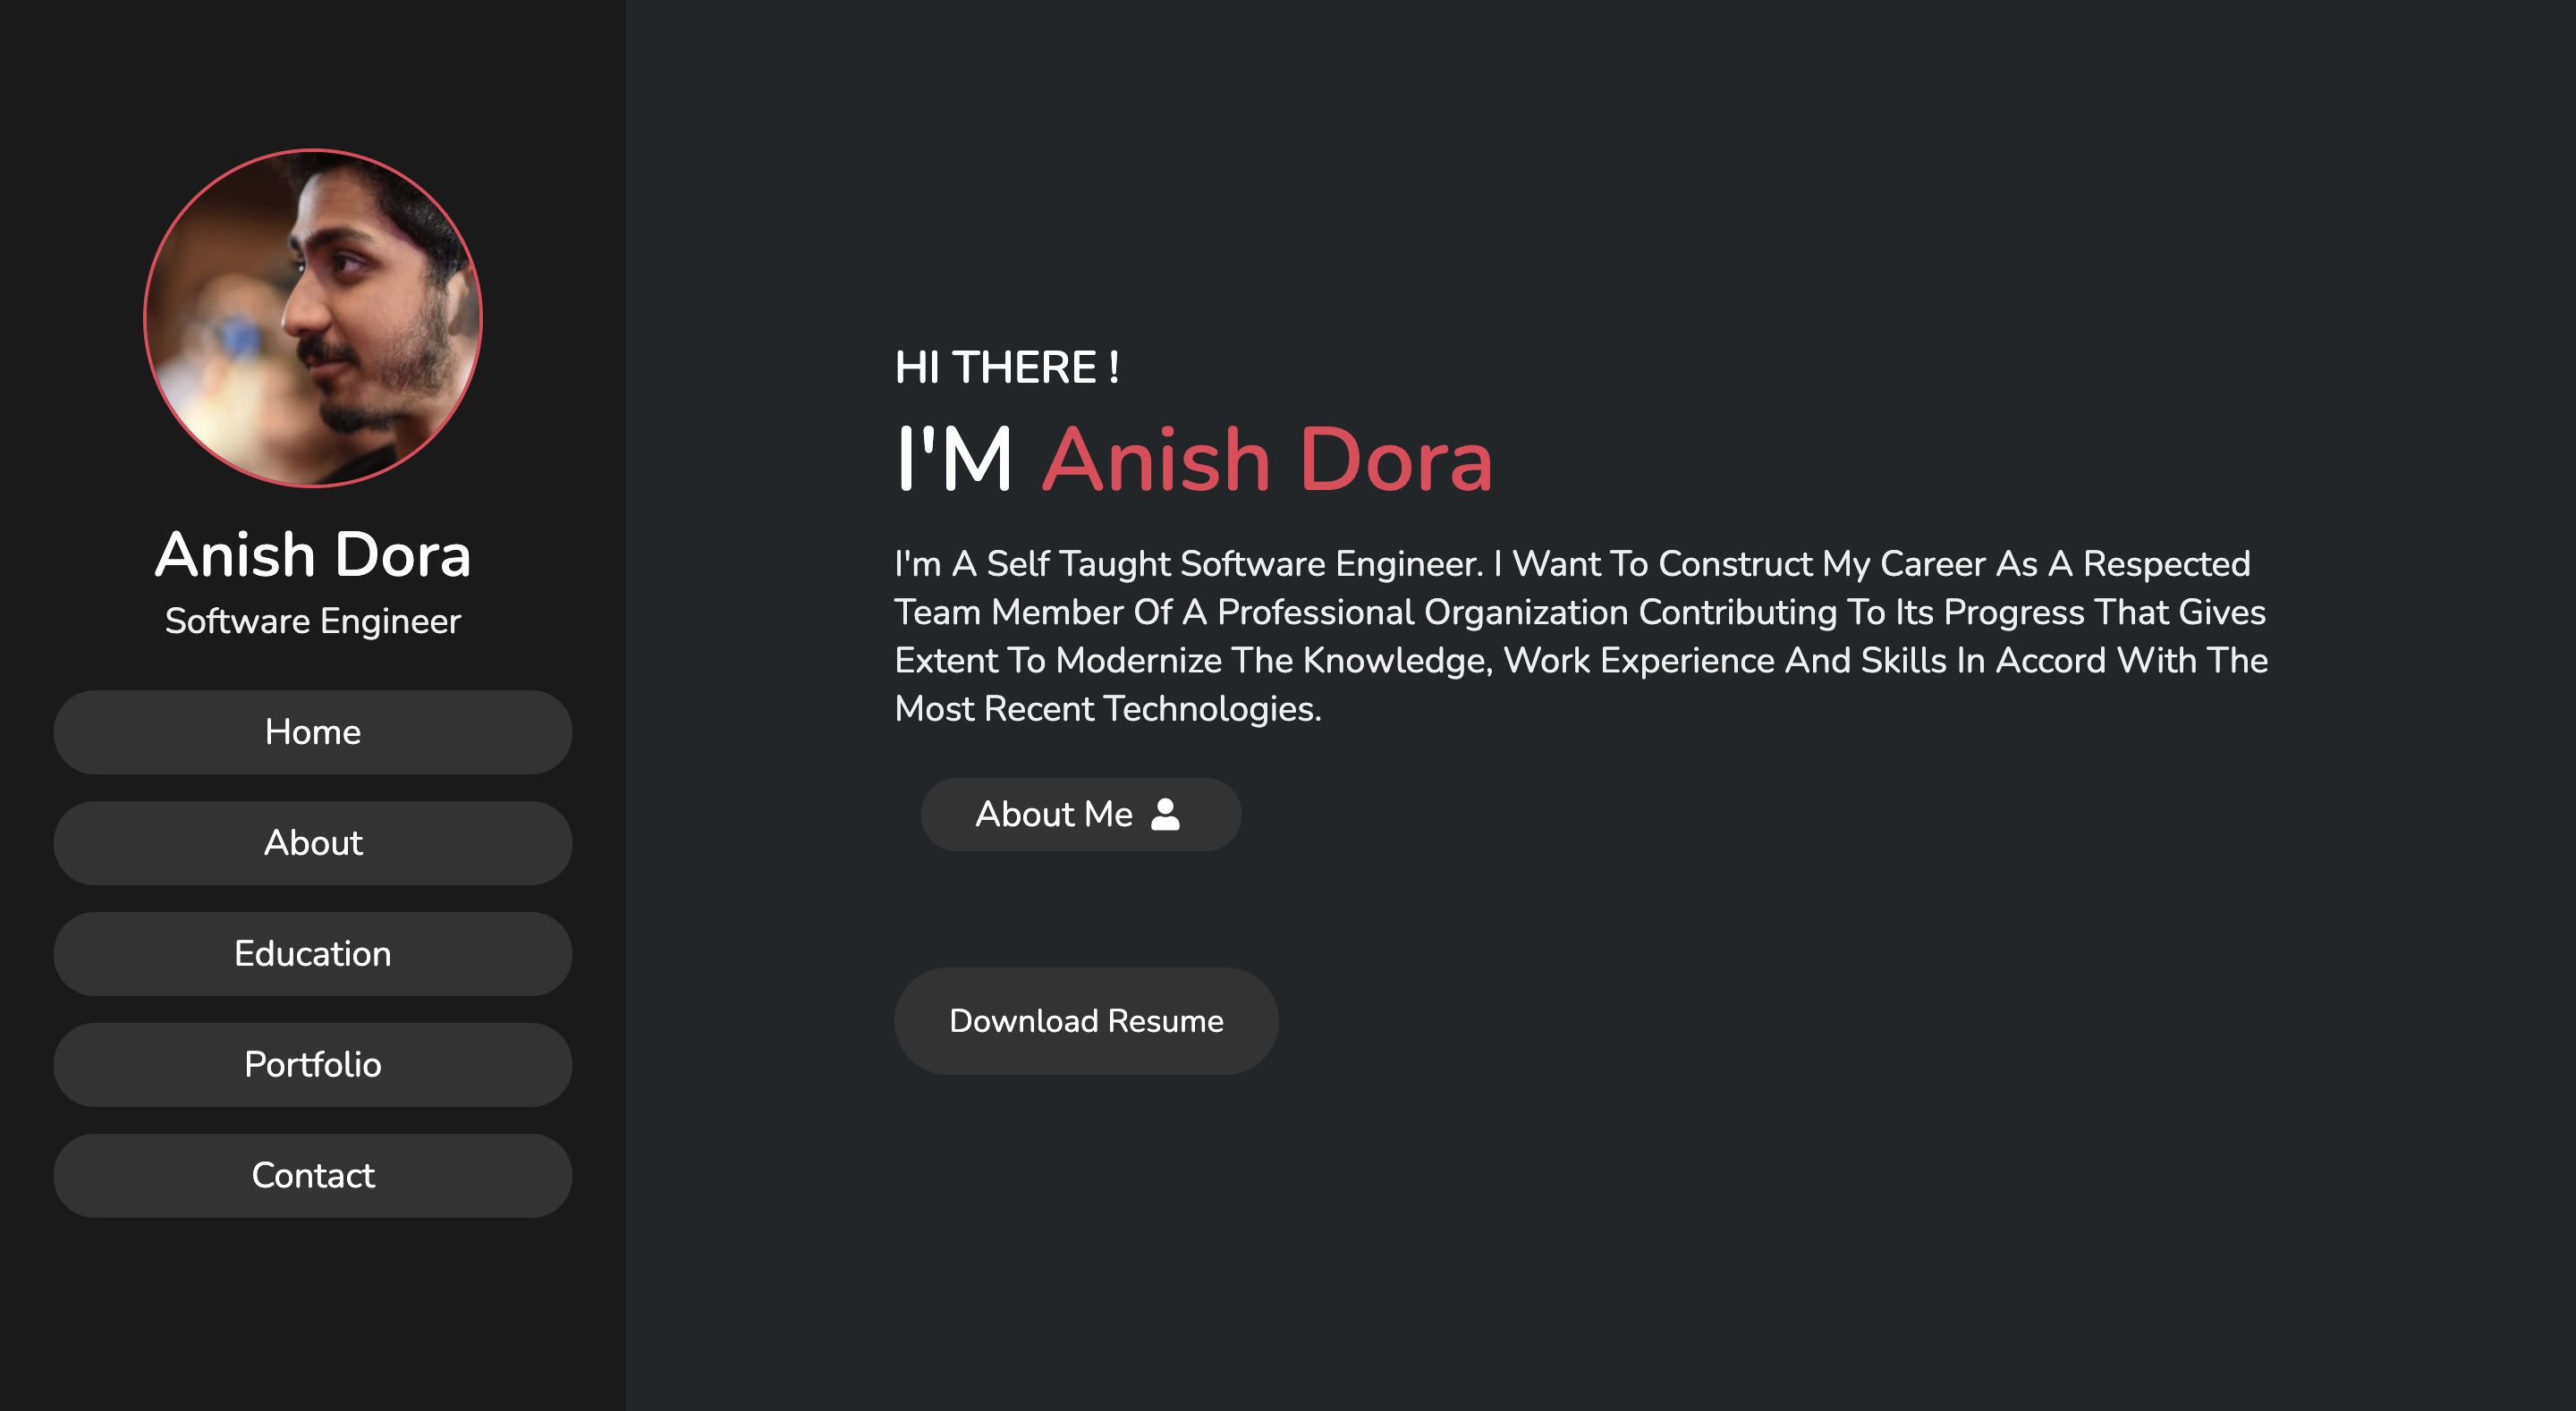 Anish Dora
Software Engineer
Home
About
Education
Portfolio
Contact
HI THERE !
I'M Anish Dora
I'm A Self Taught Software Engineer. I Want To Construct My Career As A Respected
Team Member Of A Professional Organization Contributing To Its Progress That Gives
Extent To Modernize The Knowledge, Work Experience And Skills In Accord With The
Most Recent Technologies.
About Me
Download Resume